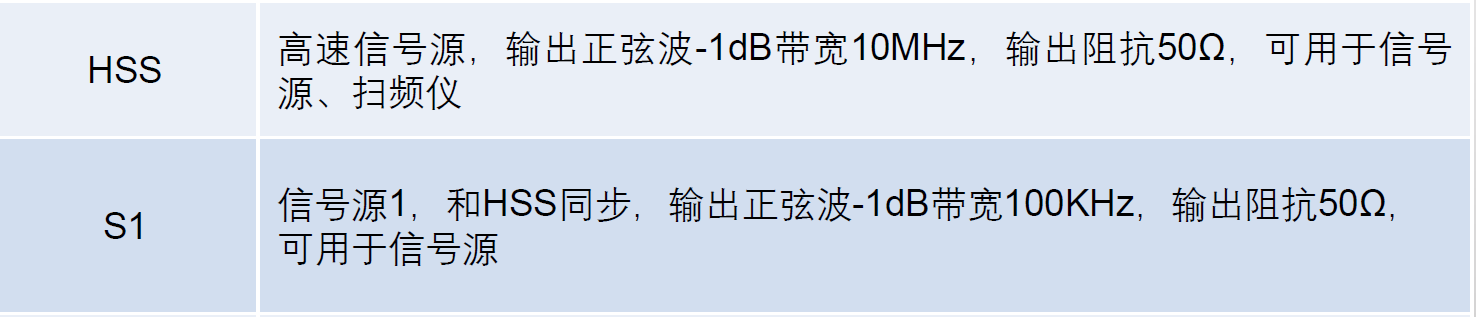 HSS
高速信号源，输出正弦波-1dB带宽10MHz，输出阻抗50Ω，可用于信号
源、扫频仪
S1
信号源1，和HSS同步，输出正弦波-1dB带宽100KHz，输出阻抗50Ω，
可用于信号源